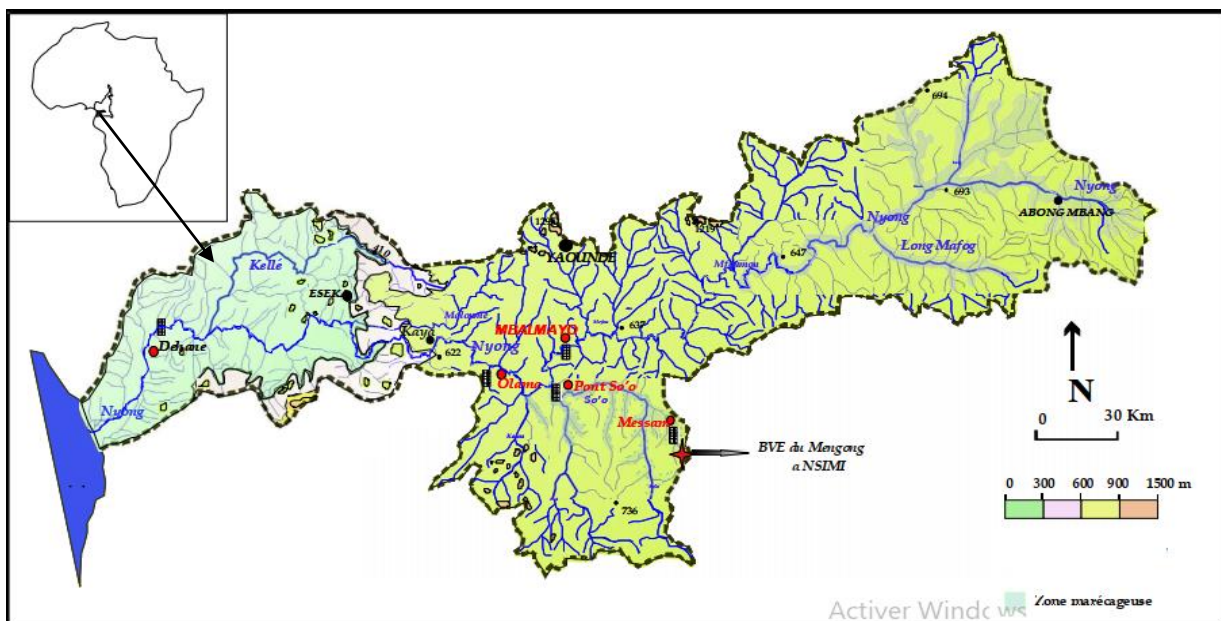 694
693
Nyong
ABONG MBANG
Nyong
Long Mafog
1219
647
YAOUNDE
Kellé
ESEK
Dehane
Nyong
Kaya
622
Nyong
MBALMAYO
637
Olama
Pont So'o
So'o
Messam
BVE du Mengong
a NSIMI
736
N
0 30 Km
0 300 600 900 1500 m
Zone marécageuse
Activer Windows